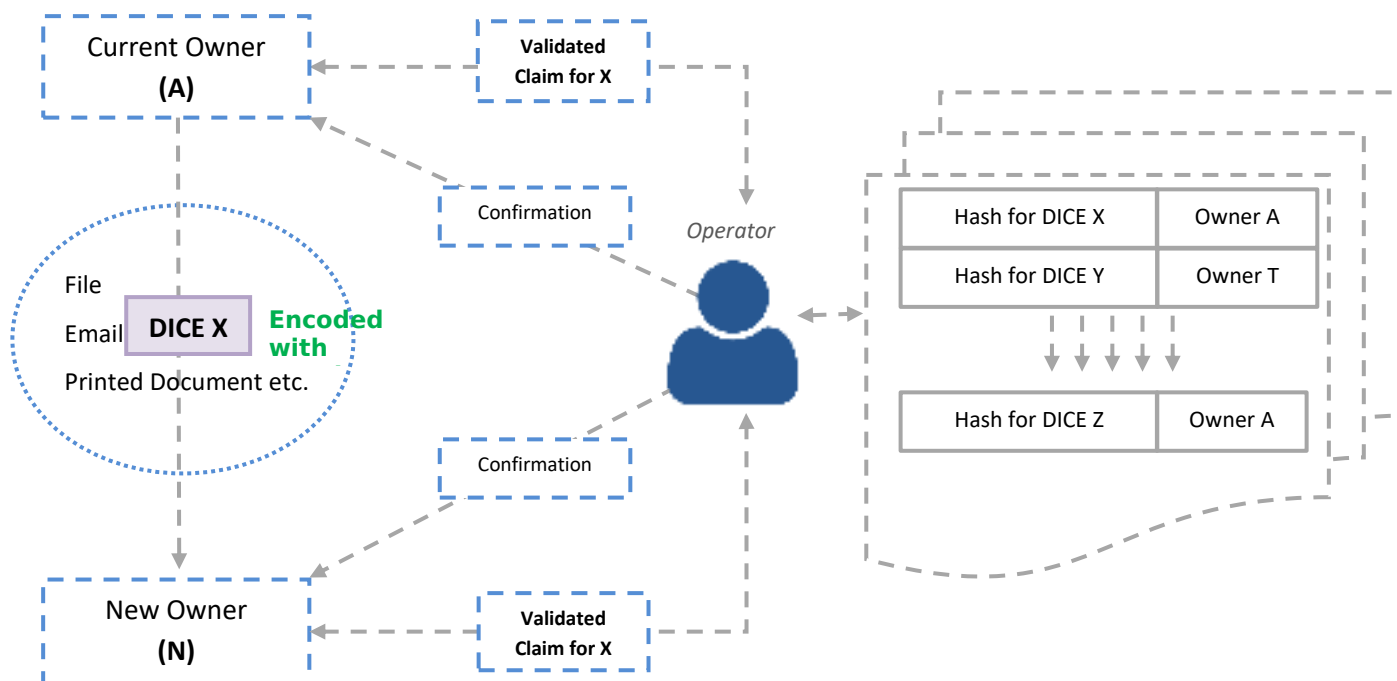 Current Owner
(A)
Validated
Claim for X
Confirmation
Operator
File
Email
DICE X
Encoded
with
Printed Document etc.
Confirmation
New Owner
(N)
Validated
Claim for X
Hash for DICE X
Owner A
Hash for DICE Y
Owner T
Hash for DICE Z
Owner A